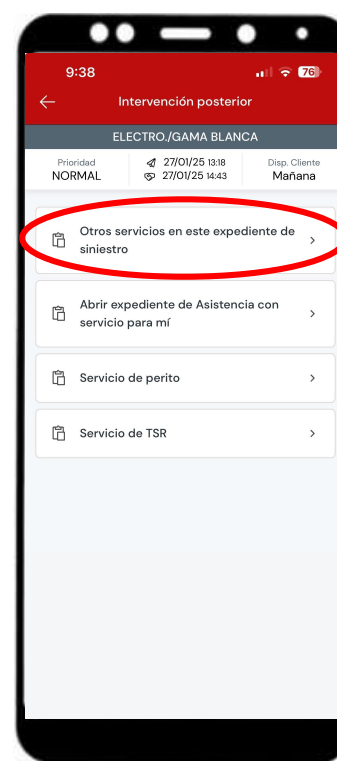 9:38
76
Intervención posterior
ELECTRO./GAMA BLANCA
Prioridad
NORMAL
27/01/25 13:18
27/01/25 14:43
Disp. Cliente
Mañana
Otros servicios en este expediente de
siniestro
Abrir expediente de Asistencia con
servicio para mí
Servicio de perito
Servicio de TSR